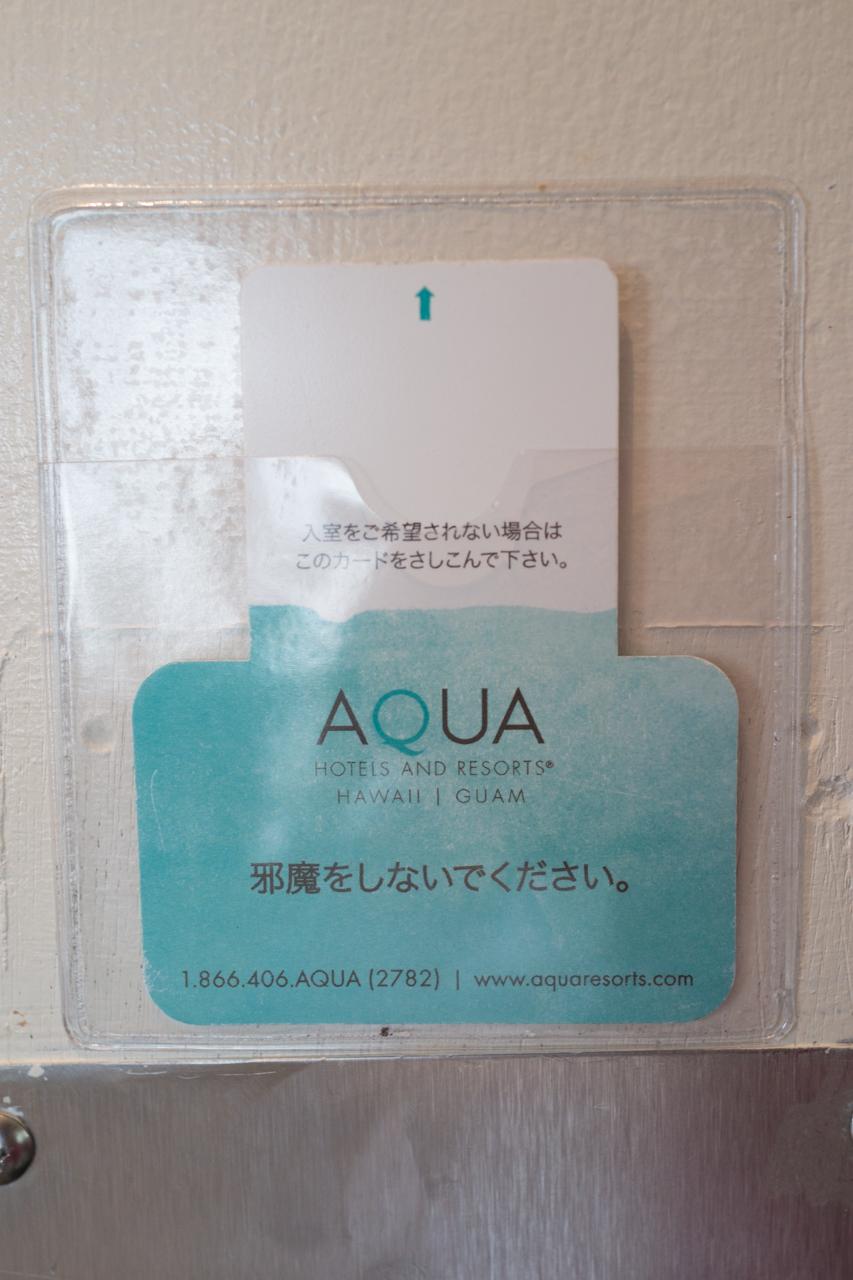 入室をご希望されない場合は
このカードをさしこんで下さい。
AQUA
HOTELS AND RESORTS®
HAWAII | GUAM
邪魔をしないでください。
1.866.406.AQUA (2782) | www.aquaresorts.com